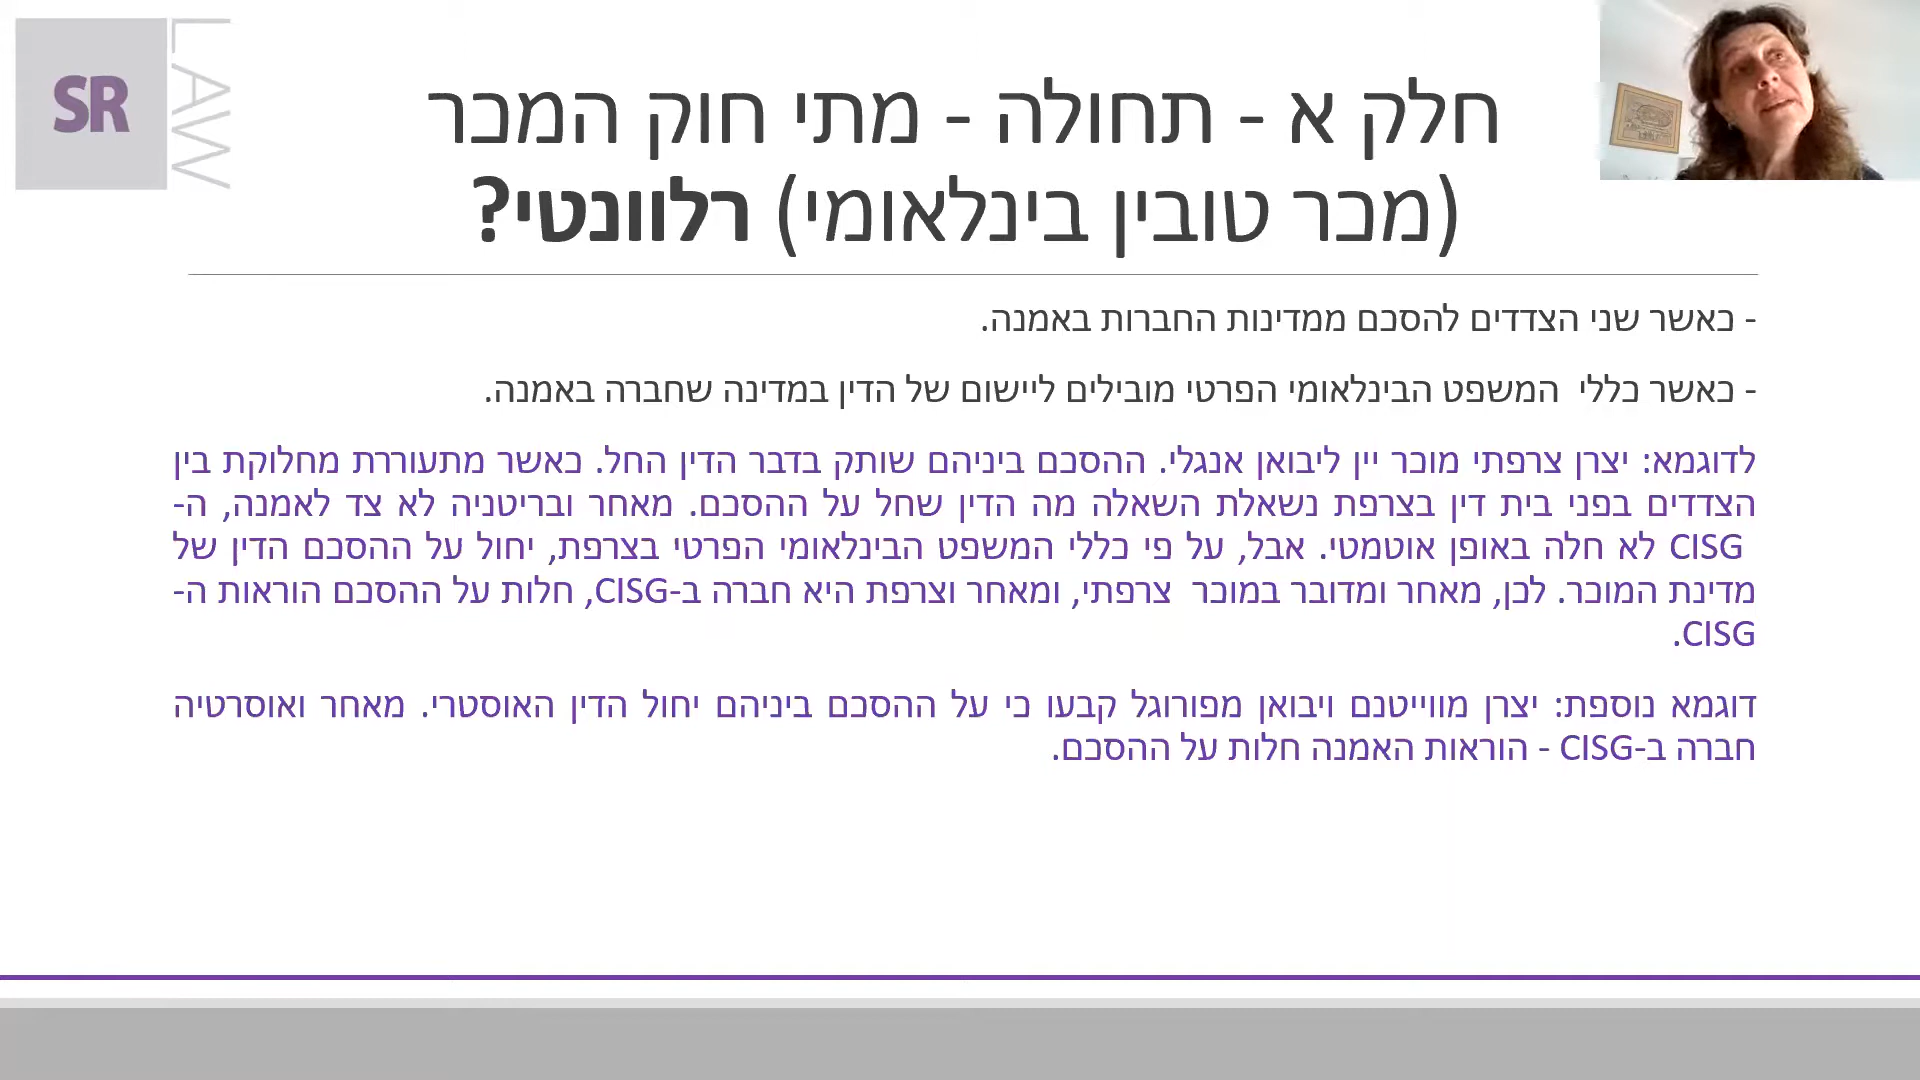 SR
LAW
חלק א - תחולה - מתי חוק המכר
(מכר טובין בינלאומי) רלוונטי?
- כאשר שני הצדדים להסכם ממדינות החברות באמנה.
- כאשר כללי המשפט הבינלאומי הפרטי מובילים ליישום של הדין במדינה שחברה באמנה.
לדוגמא: יצרן צרפתי מוכר יין ליבואן אנגלי. ההסכם ביניהם שותק בדבר הדין החל. כאשר מתעוררת מחלוקת בין
הצדדים בפני בית דין בצרפת נשאלת השאלה מה הדין שחל על ההסכם. מאחר ובריטניה לא צד לאמנה, ה-
CISG לא חלה באופן אוטמטי. אבל, על פי כללי המשפט הבינלאומי הפרטי בצרפת, יחול על ההסכם הדין של
מדינת המוכר. לכן, מאחר ומדובר במוכר צרפתי, ומאחר וצרפת היא חברה ב-CISG, חלות על ההסכם הוראות ה-
CISG.
דוגמא נוספת: יצרן מווייטנם ויבואן מפורוגל קבעו כי על ההסכם ביניהם יחול הדין האוסטרי. מאחר ואוסרטיה
חברה ב-CISG - הוראות האמנה חלות על ההסכם.